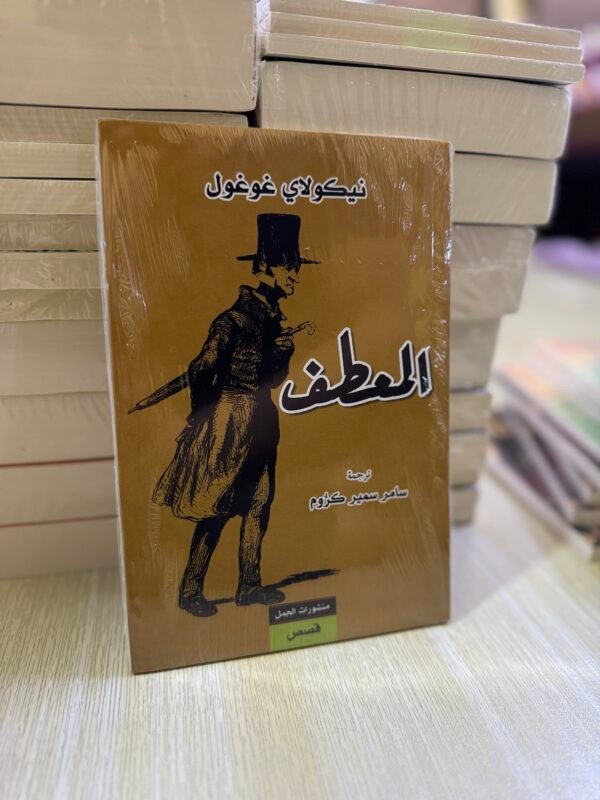 نيكولاي غوغول
المعطف
ترجمة
سامر سمير كرّوم
منشورات الجمل
قصص